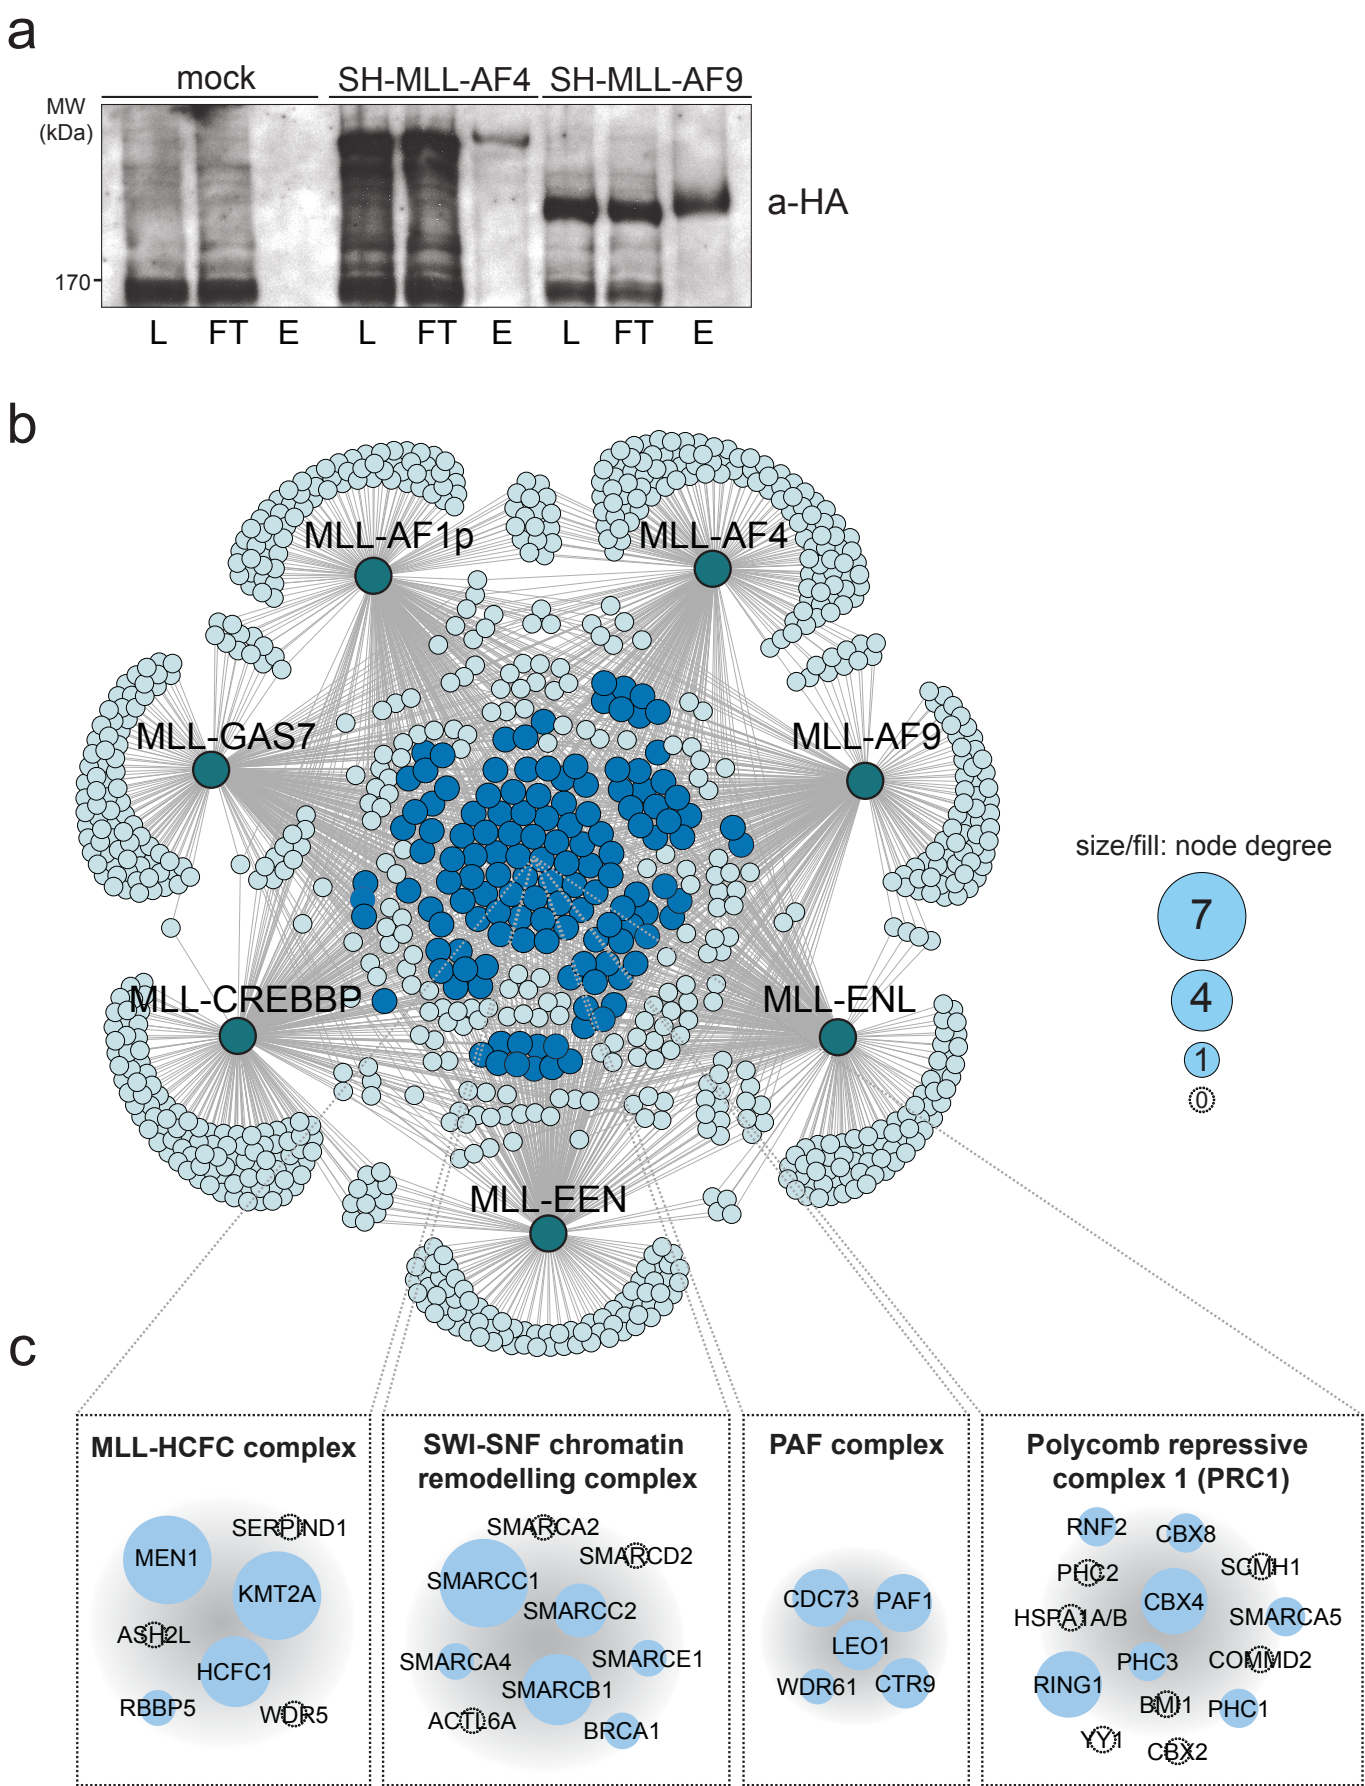 a
mock SH-MLL-AF4 SH-MLL-AF9
MW
(kDa)
a-HA
170
L FT E L FT E L FT E
b
MLL-AF1p MLL-AF4
MLL-GAS7 MLL-AF9
size/fill: node degree
7
4
1
0
MLL-CREBBP MLL-ENL
MLL-EEN
c
MLL-HCFC complex
SERPIND1
MEN1
KMT2A
ASH2L
HCFC1
RBBP5
WDR5
SWI-SNF chromatin
remodelling complex
SMARCA2
SMARCD2
SMARCC1
SMARCC2
SMARCA4
SMARCE1
SMARCB1
ACTL6A
BRCA1
PAF complex
CDC73
PAF1
LEO1
WDR61
CTR9
Polycomb repressive
complex 1 (PRC1)
RNF2
CBX8
PHC2
SCMH1
CBX4
HSPA1A/B
SMARCA5
PHC3
COMMD2
RING1
BMI1
PHC1
YY1
CBX2